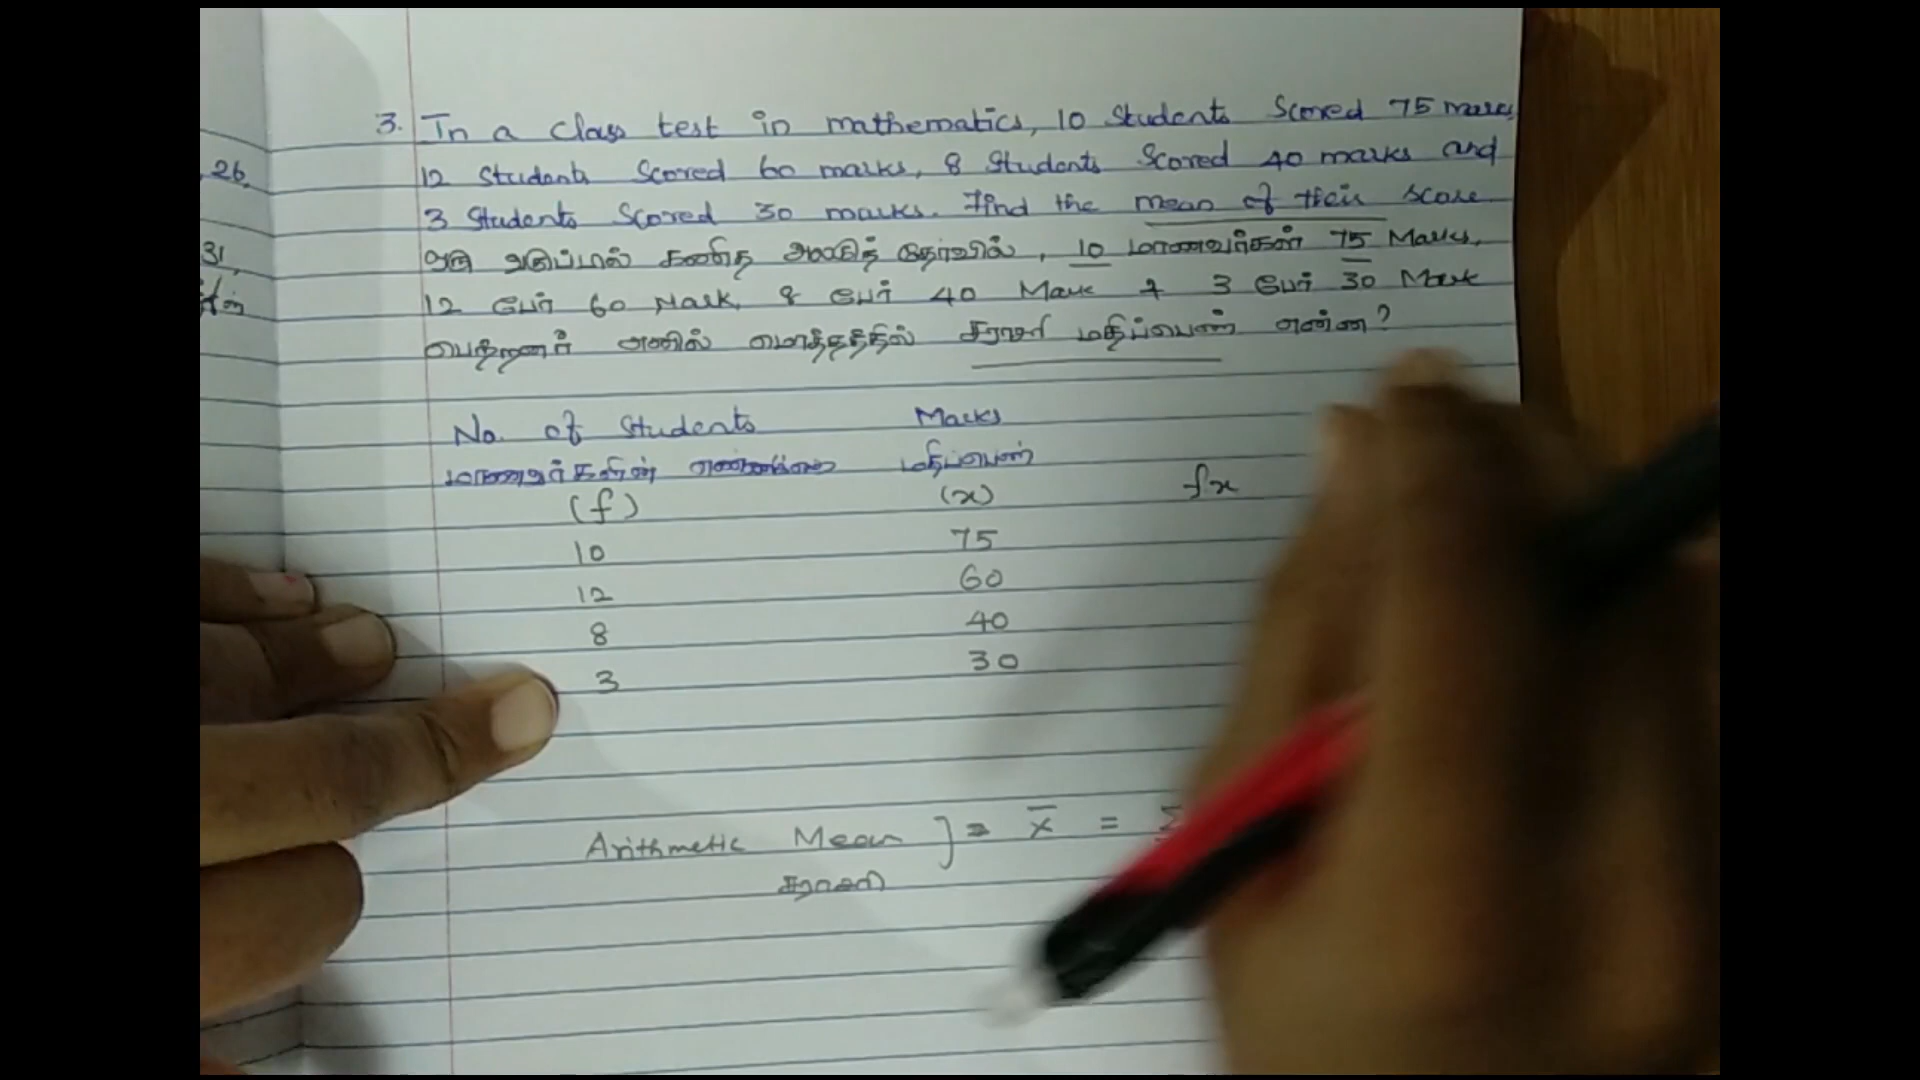 3. In a class test in mathematics, 10 Students Scored 75 marks
12 Students Scored 60 marks, 8 Students Scored 40 marks and
3 Students Scored 30 marks. Find the mean of their score
ஒரு வகுப்பில் கணித அலகுத் தேர்வில், 10 மாணவர்கள் 75 Marks,
12 பேர் 60 Mark, 8 பேர் 40 Mark + 3 பேர் 30 Mark
பெற்றனர் எனில் மொத்தத்தில் சராசரி மதிப்பெண் என்ன?
26,
31,
No. of Students Marks
மாணவர்களின் எண்ணிக்கை மதிப்பெண்
(f) (x) fx
10 75
12 60
8 40
3 30
Arithmetic Mean } = x̄ = Σ
சராசரி